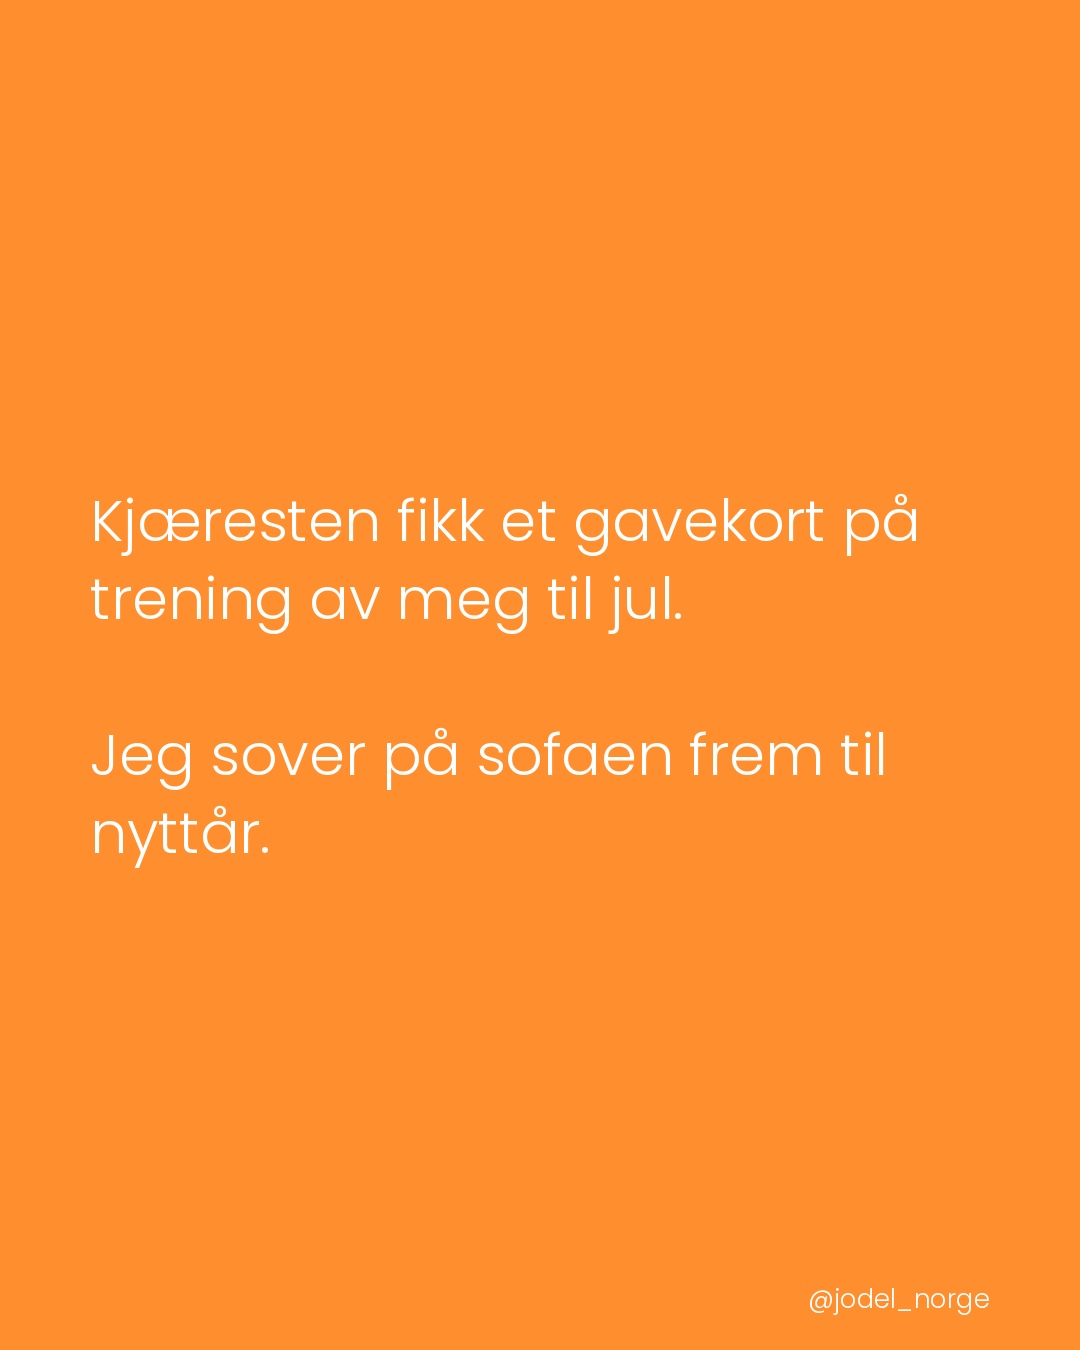 Kjæresten fikk et gavekort på
trening av meg til jul.
Jeg sover på sofaen frem til
nyttår.
@jodel_norge